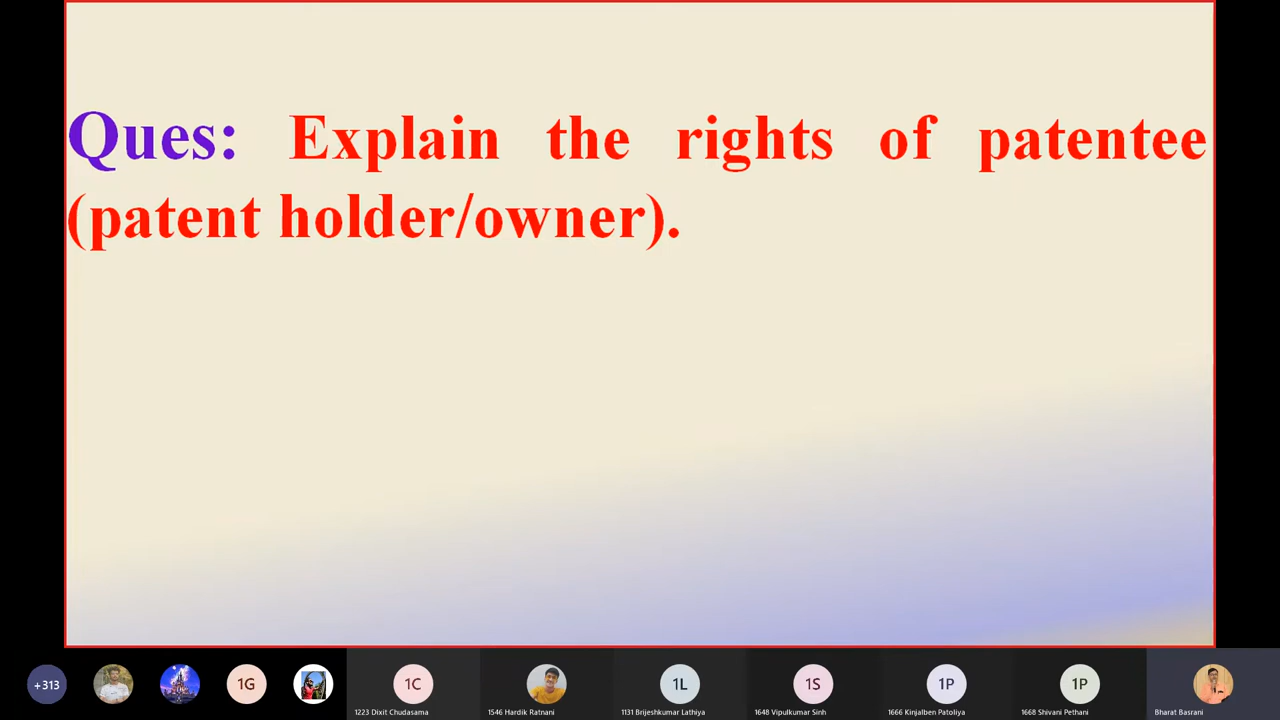 Ques: Explain the rights of patentee
(patent holder/owner).
+313
1G
1C
1L
1S
1P
1P
1223 Dixit Chudasama
1546 Hardik Ratnani
1131 Brijeshkumar Lathiya
1648 Vipulkumar Sinh
1666 Kinjalben Patoliya
1668 Shivani Pethani
Bharat Basrani